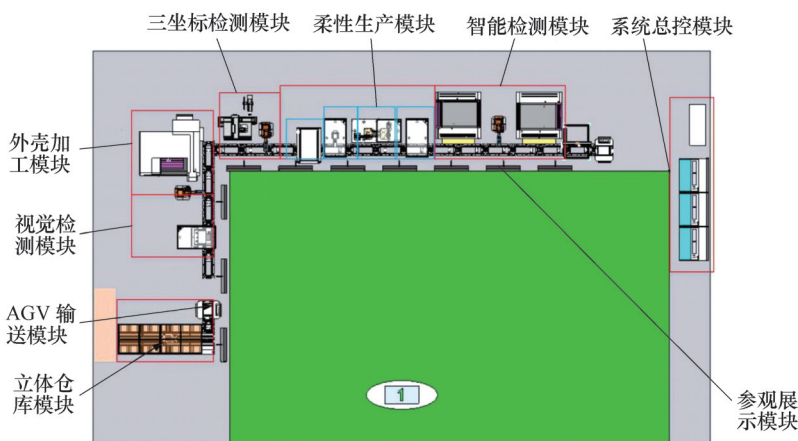 三坐标检测模块
柔性生产模块
智能检测模块
系统总控模块
外壳加
工模块
视觉检
测模块
AGV 输
送模块
立体仓
库模块
参观展
示模块
1